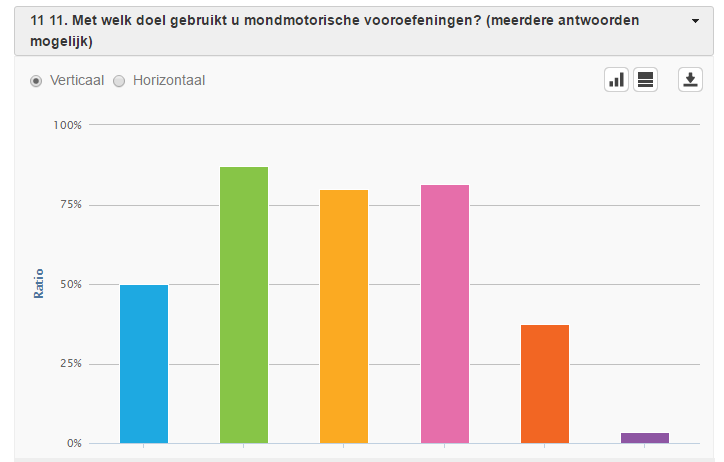 11 11. Met welk doel gebruikt u mondmotorische vooroefeningen? (meerdere antwoorden
mogelijk)
Verticaal Horizontaal
100%
75%
50%
25%
0%
Ratio